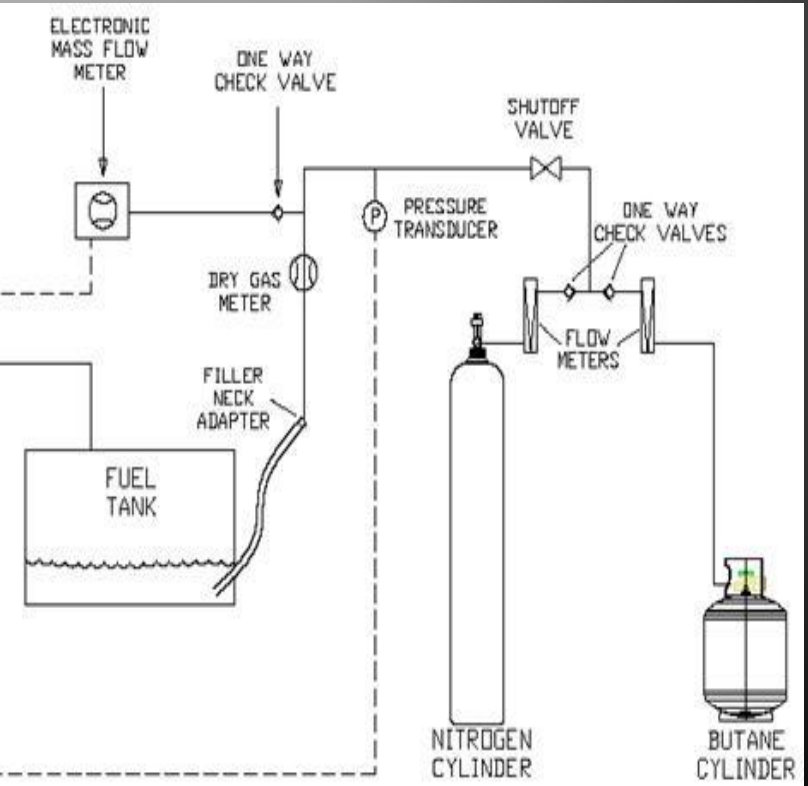 ELECTRONIC
MASS FLOW
METER
ONE WAY
CHECK VALVE
SHUTOFF
VALVE
P
PRESSURE
TRANSDUCER
ONE WAY
CHECK VALVES
DRY GAS
METER
FLOW
METERS
FILLER
NECK
ADAPTER
FUEL
TANK
NITROGEN
CYLINDER
BUTANE
CYLINDER